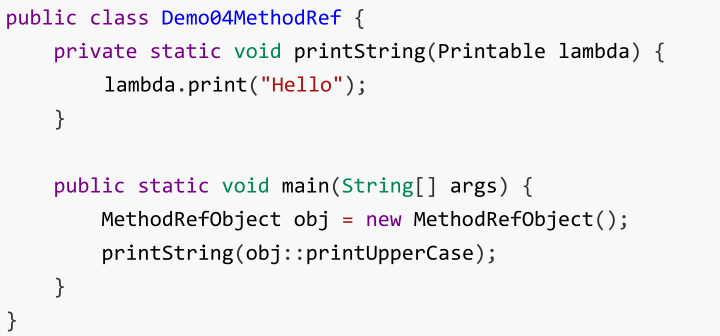 public class Demo04MethodRef {
    private static void printString(Printable lambda) {
        lambda.print("Hello");
    }

    public static void main(String[] args) {
        MethodRefObject obj = new MethodRefObject();
        printString(obj::printUpperCase);
    }
}